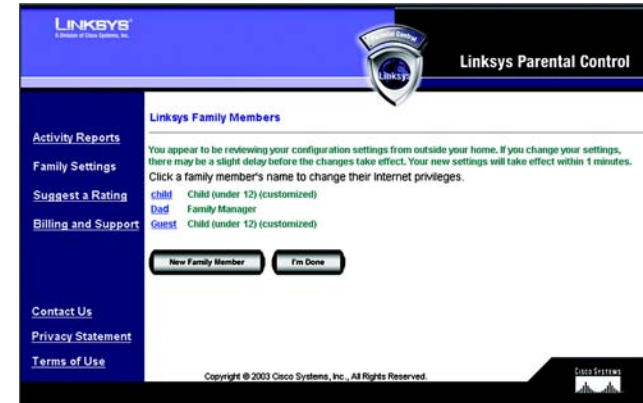 LINKSYS®
A Division of Cisco Systems, Inc.
Parental Control
Linksys
Linksys Parental Control
Linksys Family Members
Activity Reports
Family Settings
Suggest a Rating
Billing and Support
You appear to be reviewing your configuration settings from outside your home. If you change your settings,
there may be a slight delay before the changes take effect. Your new settings will take effect within 1 minutes.
Click a family member's name to change their Internet privileges.
child Child (under 12) (customized)
Dad Family Manager
Guest Child (under 12) (customized)
New Family Member I'm Done
Contact Us
Privacy Statement
Terms of Use
Copyright © 2003 Cisco Systems, Inc., All Rights Reserved.
CISCO SYSTEMS